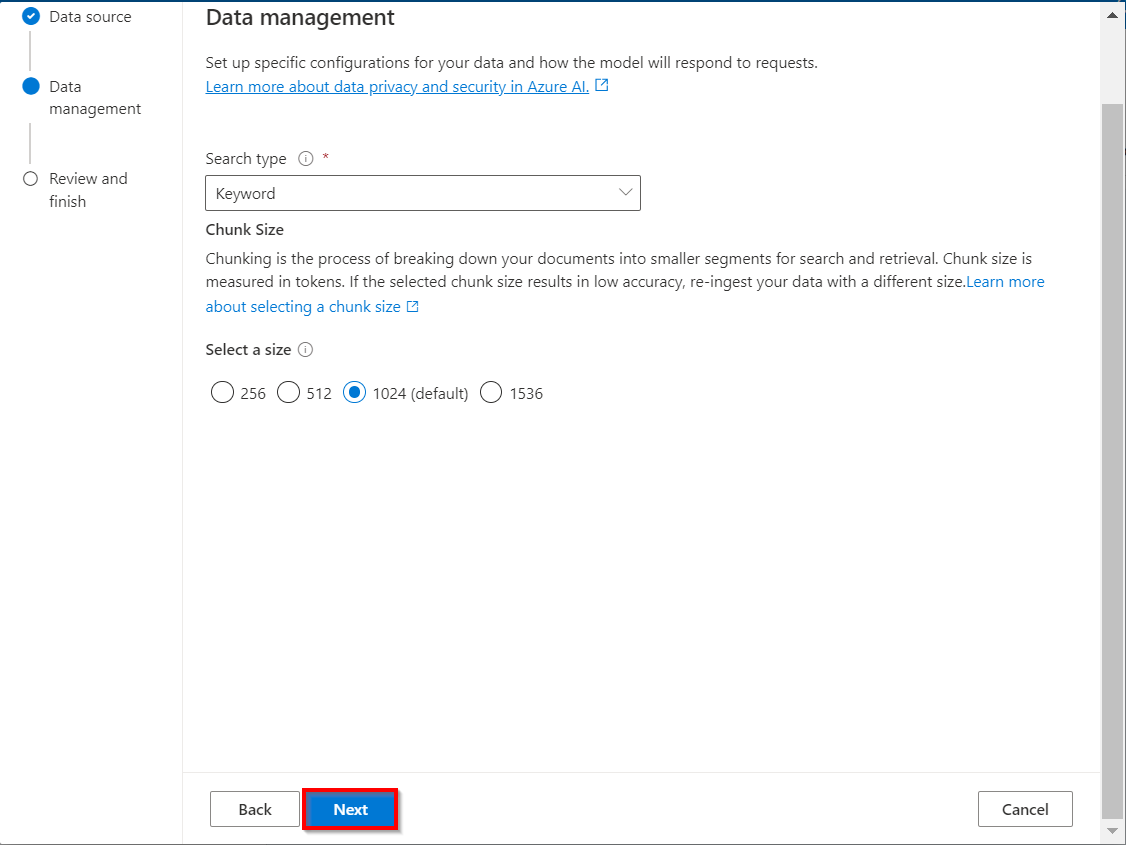 Data source
Data
management
Review and
finish
Data management
Set up specific configurations for your data and how the model will respond to requests.
Learn more about data privacy and security in Azure AI.
Search type *
Keyword
Chunk Size
Chunking is the process of breaking down your documents into smaller segments for search and retrieval. Chunk size is
measured in tokens. If the selected chunk size results in low accuracy, re-ingest your data with a different size.Learn more
about selecting a chunk size
Select a size
256 512 1024 (default) 1536
Back Next Cancel